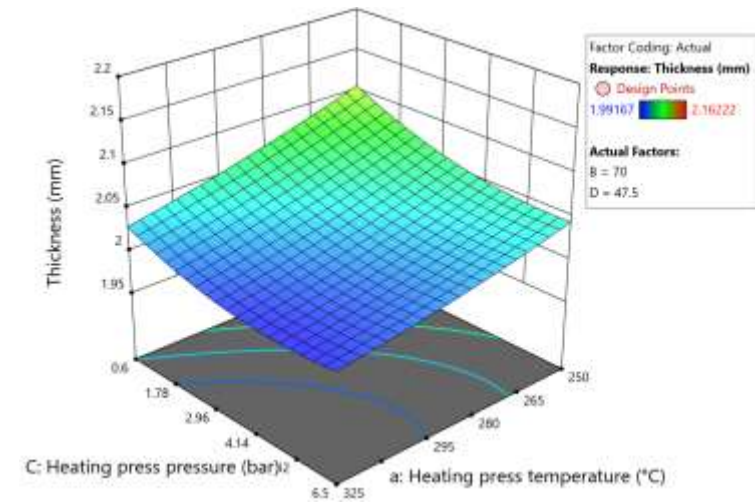 Factor Coding: Actual
Response: Thickness (mm)
Design Points
1.99167 2.16222
Actual Factors:
B = 70
D = 47.5
2.2
2.15
2.1
2.05
2
1.95
Thickness (mm)
0.6
1.78
2.96
4.14
6.5
C: Heating press pressure (bar)
325
295
280
265
250
a: Heating press temperature (°C)